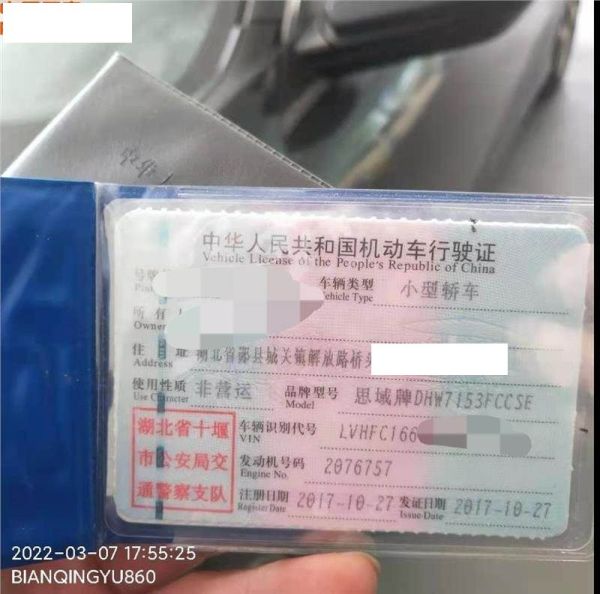 中华人民共和国机动车行驶证
Vehicle License of the People's Republic of China
号牌 车辆类型 小型轿车
Vehicle Type
所有人
Owner
住 址 湖北省郧县城关镇解放路桥头
Address
使用性质 非营运 品牌型号 思域牌DHW7153FCCSE
Use Character Model
湖北省十堰
市公安局交
通警察支队
车辆识别代号 LVHFC166
VIN
发动机号码 2076757
Engine No.
注册日期 2017-10-27 发证日期 2017-10-27
Register Date Issue Date
2022-03-07 17:55:25
BIANQINGYU860